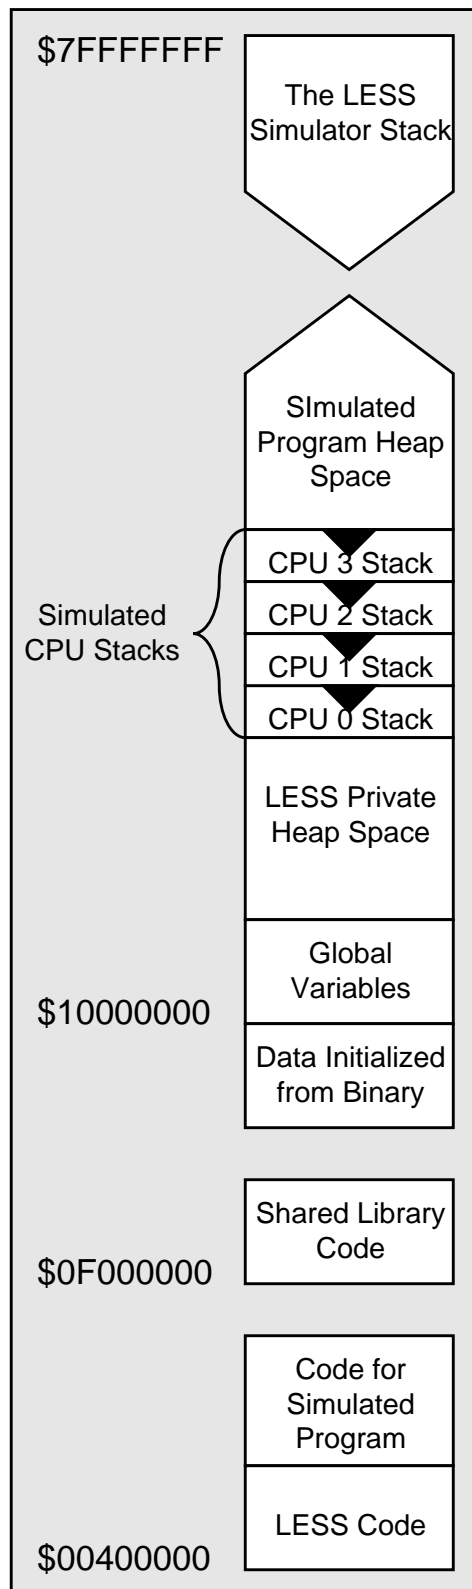 $7FFFFFFF
The LESS
Simulator Stack
SImulated
Program Heap
Space
CPU 3 Stack
CPU 2 Stack
CPU 1 Stack
CPU 0 Stack
Simulated
CPU Stacks
LESS Private
Heap Space
Global
Variables
$10000000
Data Initialized
from Binary
Shared Library
Code
$0F000000
Code for
Simulated
Program
LESS Code
$00400000